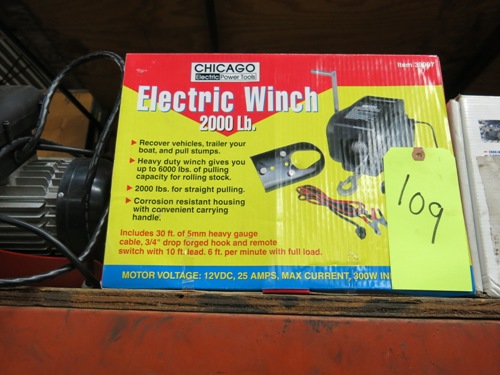 CHICAGO
Electric Power Tools
Electric Winch
2000 Lb.
Recover vehicles, trailer your
boat, and pull stumps.
Heavy duty winch gives you
up to 6000 lbs. of pulling
capacity for rolling stock.
2000 lbs. for straight pulling.
Corrosion resistant housing
with convenient carrying
handle.
Includes 30 ft. of 5mm heavy gauge
cable, 3/4" drop forged hook and remote
switch with 10 ft. lead. 6 ft. per minute with full load.
MOTOR VOLTAGE: 12VDC, 25 AMPS, MAX CURRENT, 300W
Item
109